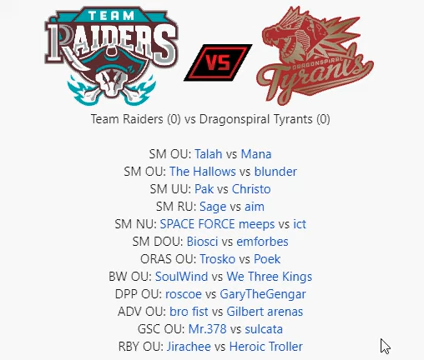 TEAM
RAIDERS
VS
DRAGONSPIRAL
Tyrants
Team Raiders (0) vs Dragonspiral Tyrants (0)
SM OU: Talah vs Mana
SM OU: The Hallows vs blunder
SM UU: Pak vs Christo
SM RU: Sage vs aim
SM NU: SPACE FORCE meeps vs ict
SM DOU: Biosci vs emforbes
ORAS OU: Trosko vs Poek
BW OU: SoulWind vs We Three Kings
DPP OU: roscoe vs GaryTheGengar
ADV OU: bro fist vs Gilbert arenas
GSC OU: Mr.378 vs sulcata
RBY OU: Jirachee vs Heroic Troller